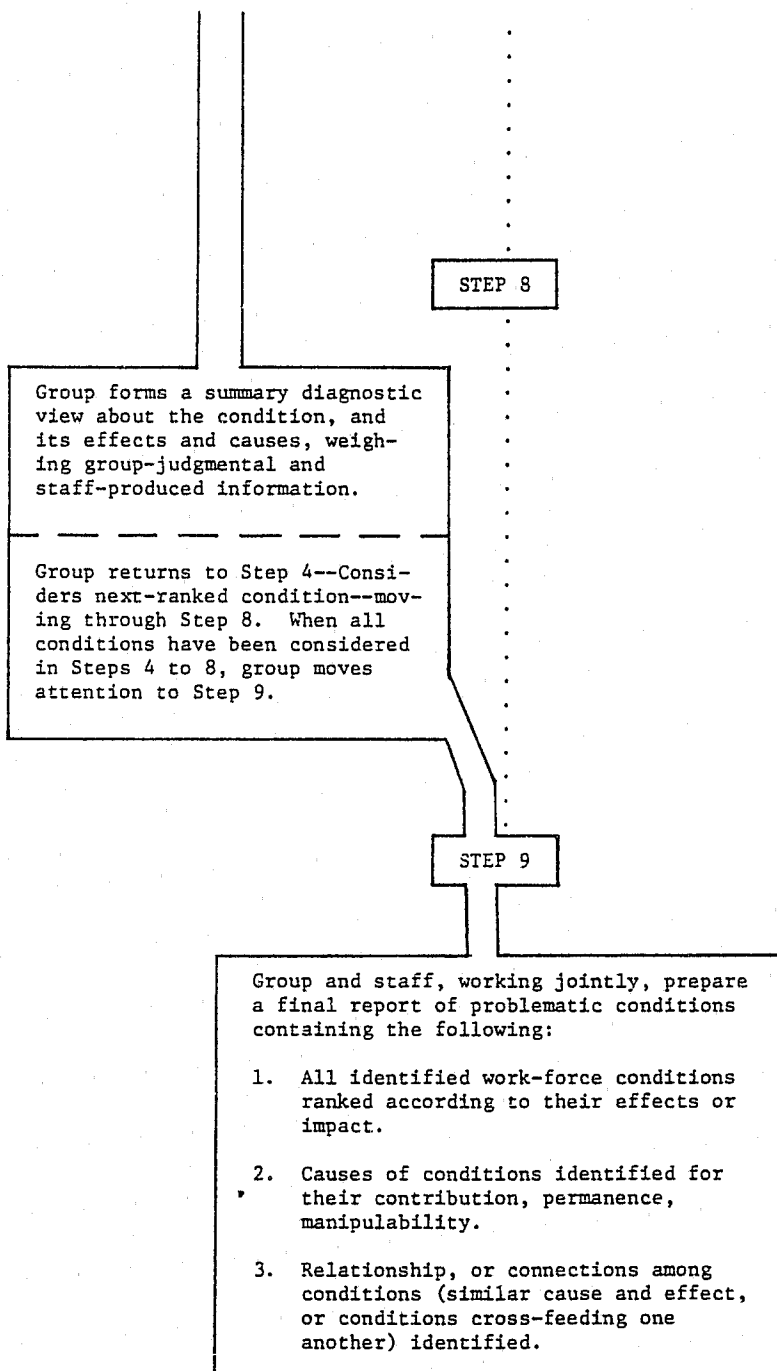 STEP 8
Group forms a summary diagnostic
view about the condition, and
its effects and causes, weigh-
ing group-judgmental and
staff-produced information.
Group returns to Step 4--Consi-
ders next-ranked condition--mov-
ing through Step 8. When all
conditions have been considered
in Steps 4 to 8, group moves
attention to Step 9.
STEP 9
Group and staff, working jointly, prepare
a final report of problematic conditions
containing the following:
1. All identified work-force conditions
ranked according to their effects or
impact.
2. Causes of conditions identified for
their contribution, permanence,
manipulability.
3. Relationship, or connections among
conditions (similar cause and effect,
or conditions cross-feeding one
another) identified.